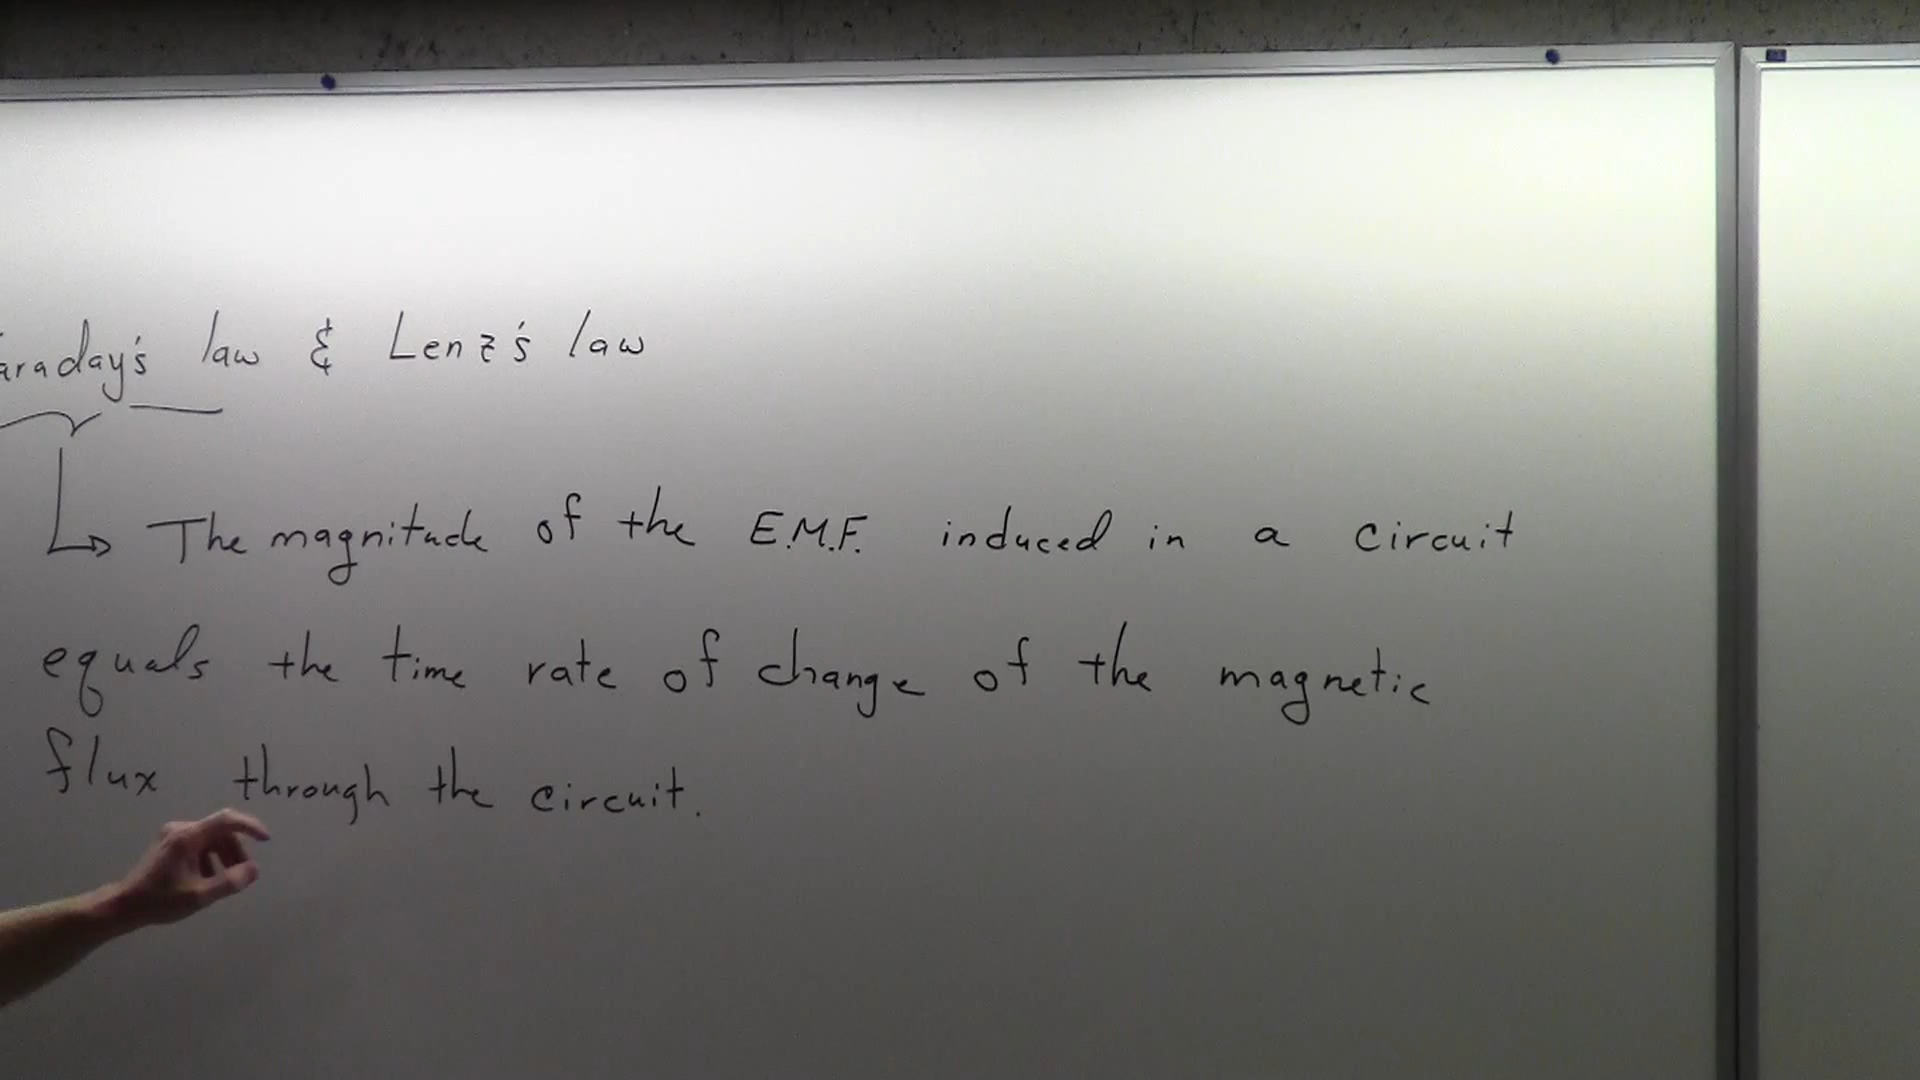 araday's law & Lenz's law
The magnitude of the E.M.F. induced in a circuit
equals the time rate of change of the magnetic
flux through the circuit.